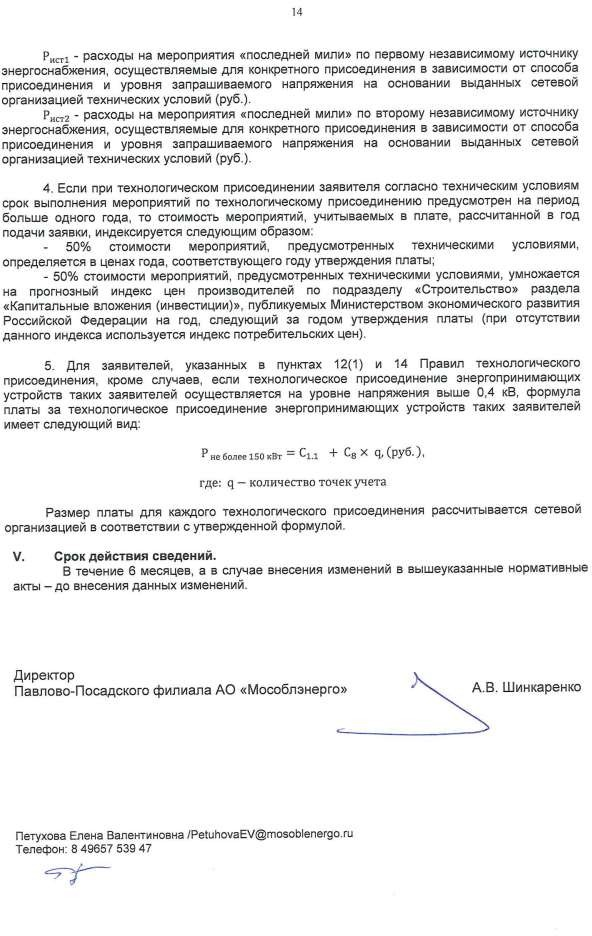 14
Рист1 - расходы на мероприятия «последней мили» по первому независимому источнику
энергоснабжения, осуществляемые для конкретного присоединения в зависимости от способа
присоединения и уровня запрашиваемого напряжения на основании выданных сетевой
организацией технических условий (руб.).
Рист2 - расходы на мероприятия «последней мили» по второму независимому источнику
энергоснабжения, осуществляемые для конкретного присоединения в зависимости от способа
присоединения и уровня запрашиваемого напряжения на основании выданных сетевой
организацией технических условий (руб.).
4. Если при технологическом присоединении заявителя согласно техническим условиям
срок выполнения мероприятий по технологическому присоединению предусмотрен на период
больше одного года, то стоимость мероприятий, учитываемых в плате, рассчитанной в год
подачи заявки, индексируется следующим образом:
- 50% стоимости мероприятий, предусмотренных техническими условиями,
определяется в ценах года, соответствующего году утверждения платы;
- 50% стоимости мероприятий, предусмотренных техническими условиями, умножается
на прогнозный индекс цен производителей по подразделу «Строительство» раздела
«Капитальные вложения (инвестиции)», публикуемых Министерством экономического развития
Российской Федерации на год, следующий за годом утверждения платы (при отсутствии
данного индекса используется индекс потребительских цен).
5. Для заявителей, указанных в пунктах 12(1) и 14 Правил технологического
присоединения, кроме случаев, если технологическое присоединение энергопринимающих
устройств таких заявителей осуществляется на уровне напряжения выше 0,4 кВ, формула
платы за технологическое присоединение энергопринимающих устройств таких заявителей
имеет следующий вид:
Р не более 150 кВт = С1.1 + С8 × q, (руб.),
где: q – количество точек учета
Размер платы для каждого технологического присоединения рассчитывается сетевой
организацией в соответствии с утвержденной формулой.
V. Срок действия сведений.
В течение 6 месяцев, а в случае внесения изменений в вышеуказанные нормативные
акты – до внесения данных изменений.
Директор
Павлово-Посадского филиала АО «Мособлэнерго» А.В. Шинкаренко
Петухова Елена Валентиновна /PetuhovaEV@mosoblenergo.ru
Телефон: 8 49657 539 47